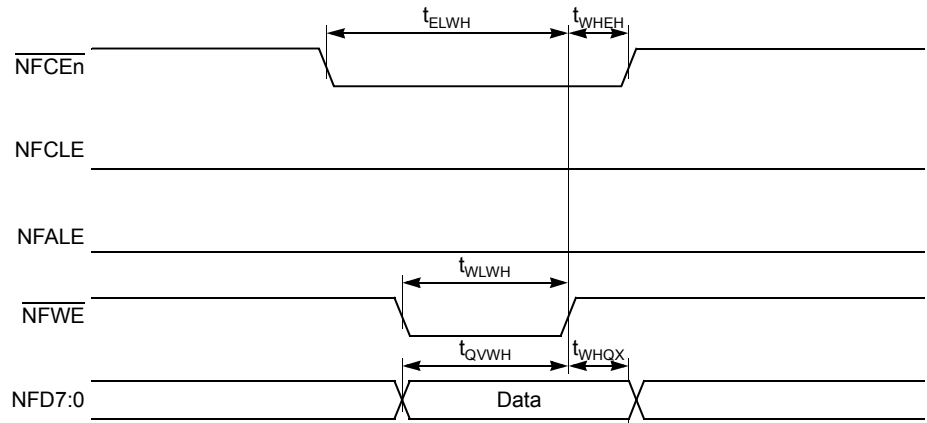 tELWH tWHEH
NFCEn
NFCLE
NFALE
tWLWH
NFWE
tQVWH tWHQX
NFD7:0 Data